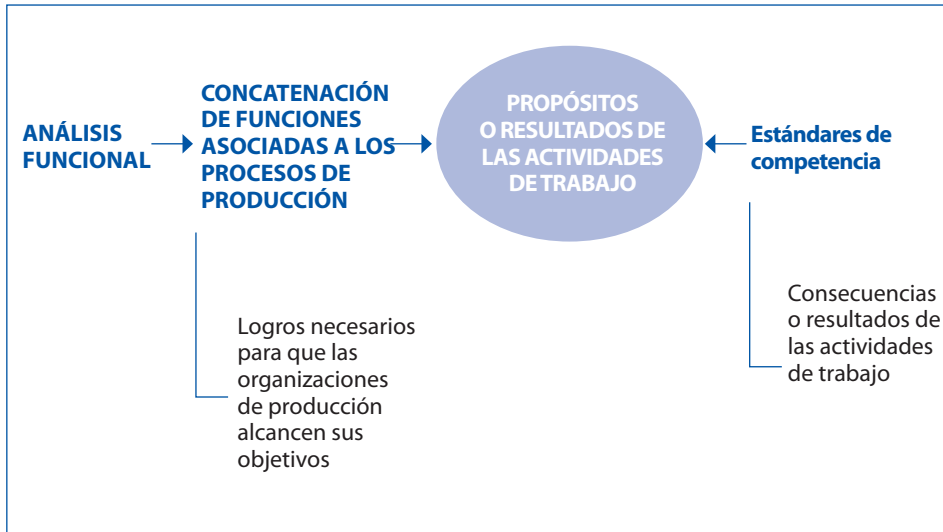 ANÁLISIS
FUNCIONAL
CONCATENACIÓN
DE FUNCIONES
ASOCIADAS A LOS
PROCESOS DE
PRODUCCIÓN
PROPÓSITOS
O RESULTADOS DE
LAS ACTIVIDADES
DE TRABAJO
Estándares de
competencia
Logros necesarios
para que las
organizaciones
de producción
alcancen sus
objetivos
Consecuencias
o resultados de
las actividades
de trabajo